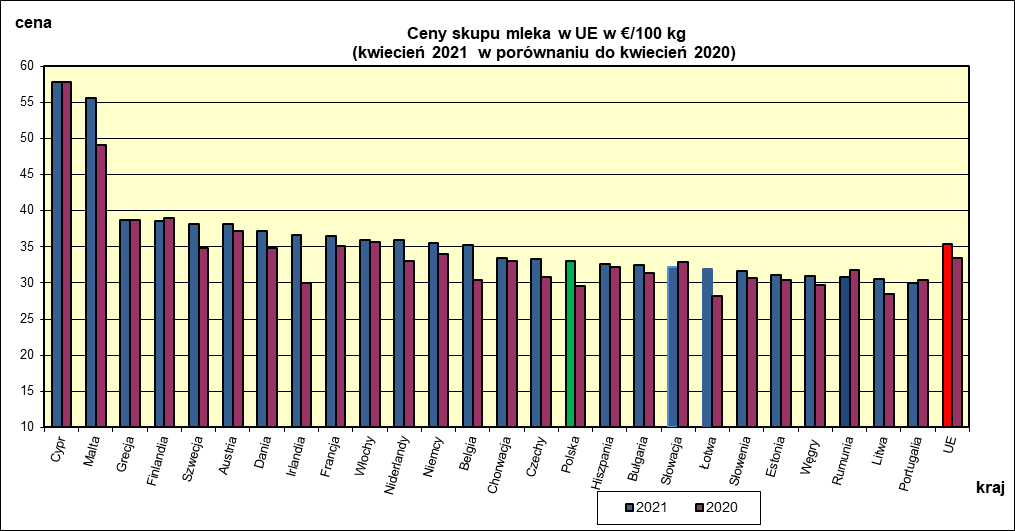 cena
Ceny skupu mleka w UE w €/100 kg
(kwiecień 2021 w porównaniu do kwiecień 2020)
60
55
50
45
40
35
30
25
20
15
10
Cypr
Malta
Grecja
Finlandia
Szwecja
Austria
Dania
Irlandia
Francja
Włochy
Niderlandy
Niemcy
Belgia
Chorwacja
Czechy
Polska
Hiszpania
Bułgaria
Słowacja
Łotwa
Słowenia
Estonia
Węgry
Rumunia
Litwa
Portugalia
UE
kraj
2021
2020